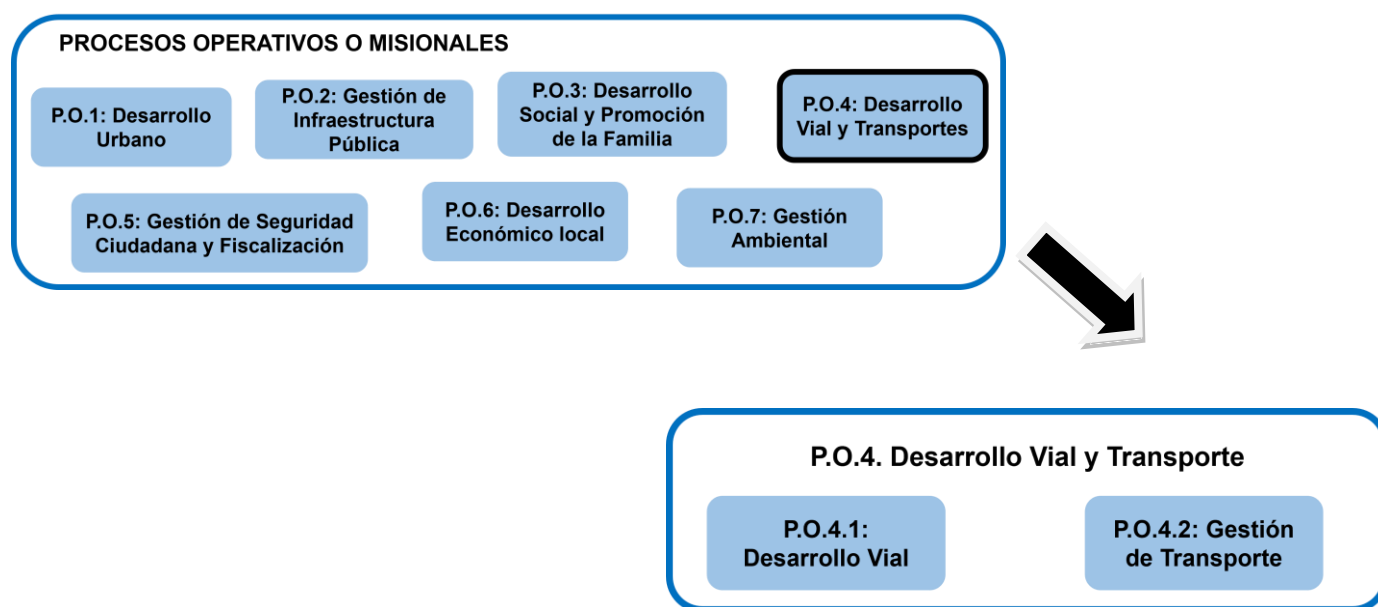 PROCESOS OPERATIVOS O MISIONALES
P.O.1: Desarrollo
Urbano
P.O.2: Gestión de
Infraestructura
Pública
P.O.3: Desarrollo
Social y Promoción
de la Familia
P.O.4: Desarrollo
Vial y Transportes
P.O.5: Gestión de Seguridad
Ciudadana y Fiscalización
P.O.6: Desarrollo
Económico local
P.O.7: Gestión
Ambiental
P.O.4. Desarrollo Vial y Transporte
P.O.4.1:
Desarrollo Vial
P.O.4.2: Gestión
de Transporte